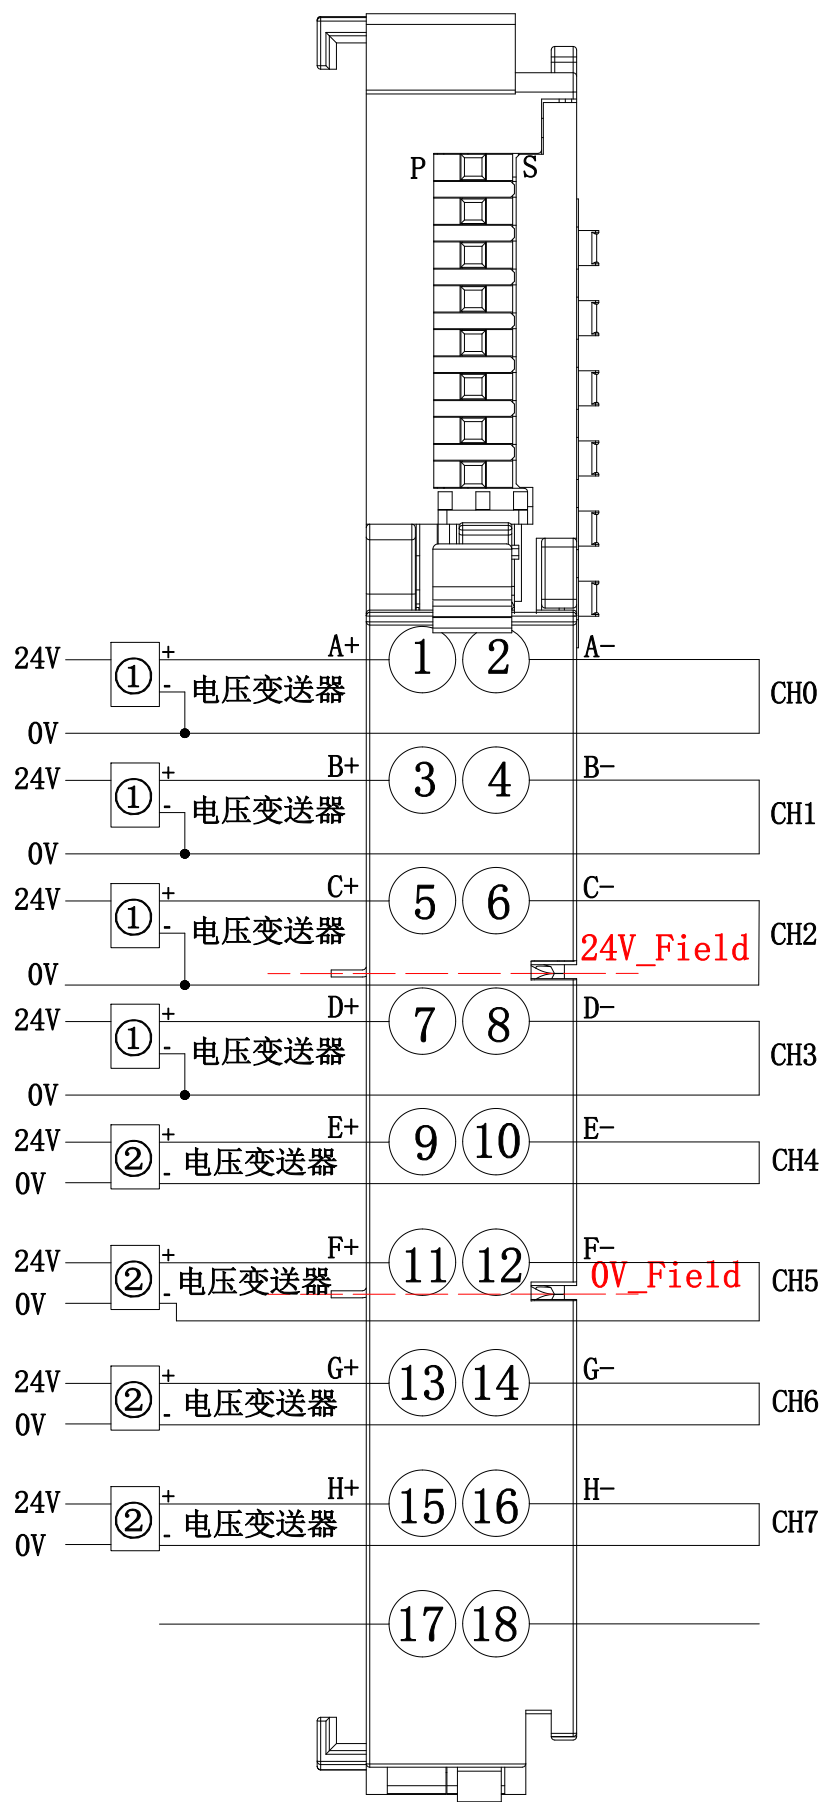 P S
24V ① + - 电压变送器 A+ 1 2 A- CH0
0V
24V ① + - 电压变送器 B+ 3 4 B- CH1
0V
24V ① + - 电压变送器 C+ 5 6 C- CH2
24V_Field
0V
24V ① + - 电压变送器 D+ 7 8 D- CH3
0V
24V ② + - 电压变送器 E+ 9 10 E- CH4
0V
24V ② + - 电压变送器 F+ 11 12 F- CH5
0V_Field
0V
24V ② + - 电压变送器 G+ 13 14 G- CH6
0V
24V ② + - 电压变送器 H+ 15 16 H- CH7
0V
17 18